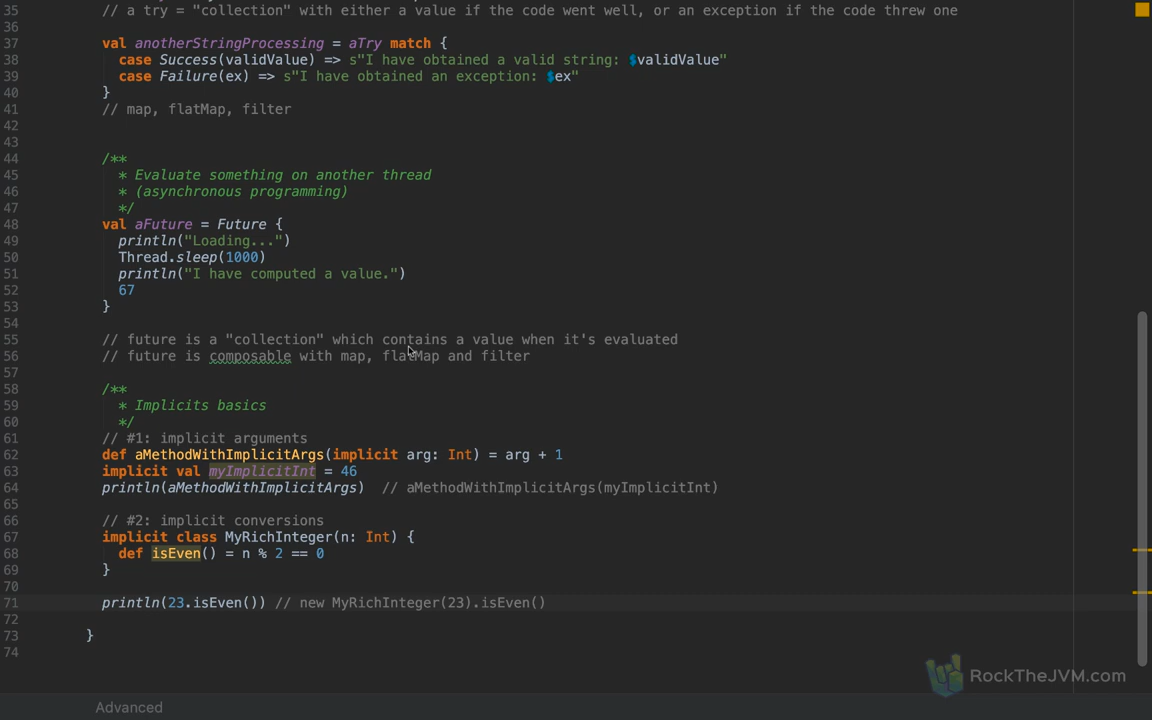 35 // a try = "collection" with either a value if the code went well, or an exception if the code threw one
36
37 val anotherStringProcessing = aTry match {
38 case Success(validValue) => s"I have obtained a valid string: $validValue"
39 case Failure(ex) => s"I have obtained an exception: $ex"
40 }
41 // map, flatMap, filter
42
43
44 /**
45 * Evaluate something on another thread
46 * (asynchronous programming)
47 */
48 val aFuture = Future {
49 println("Loading...")
50 Thread.sleep(1000)
51 println("I have computed a value.")
52 67
53 }
54
55 // future is a "collection" which contains a value when it's evaluated
56 // future is composable with map, flatMap and filter
57
58 /**
59 * Implicits basics
60 */
61 // #1: implicit arguments
62 def aMethodWithImplicitArgs(implicit arg: Int) = arg + 1
63 implicit val myImplicitInt = 46
64 println(aMethodWithImplicitArgs) // aMethodWithImplicitArgs(myImplicitInt)
65
66 // #2: implicit conversions
67 implicit class MyRichInteger(n: Int) {
68 def isEven() = n % 2 == 0
69 }
70
71 println(23.isEven()) // new MyRichInteger(23).isEven()
72
73 }
74
RockTheJVM.com
Advanced